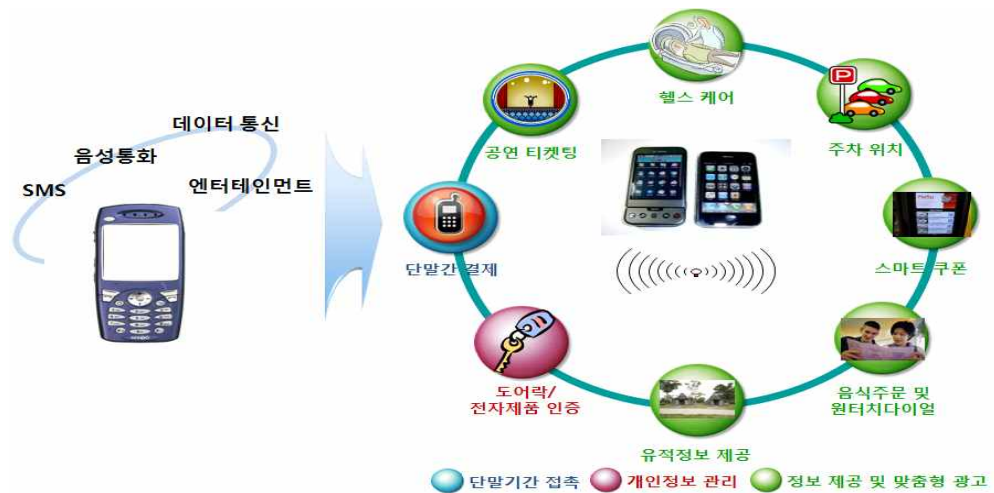 데이터 통신
음성통화
SMS
엔터테인먼트
헬스 케어
공연 티켓팅
P
주차 위치
단말간 결제
스마트 쿠폰
도어락/
전자제품 인증
음식주문 및
원터치다이얼
유적정보 제공
단말기간 접촉
개인정보 관리
정보 제공 및 맞춤형 광고